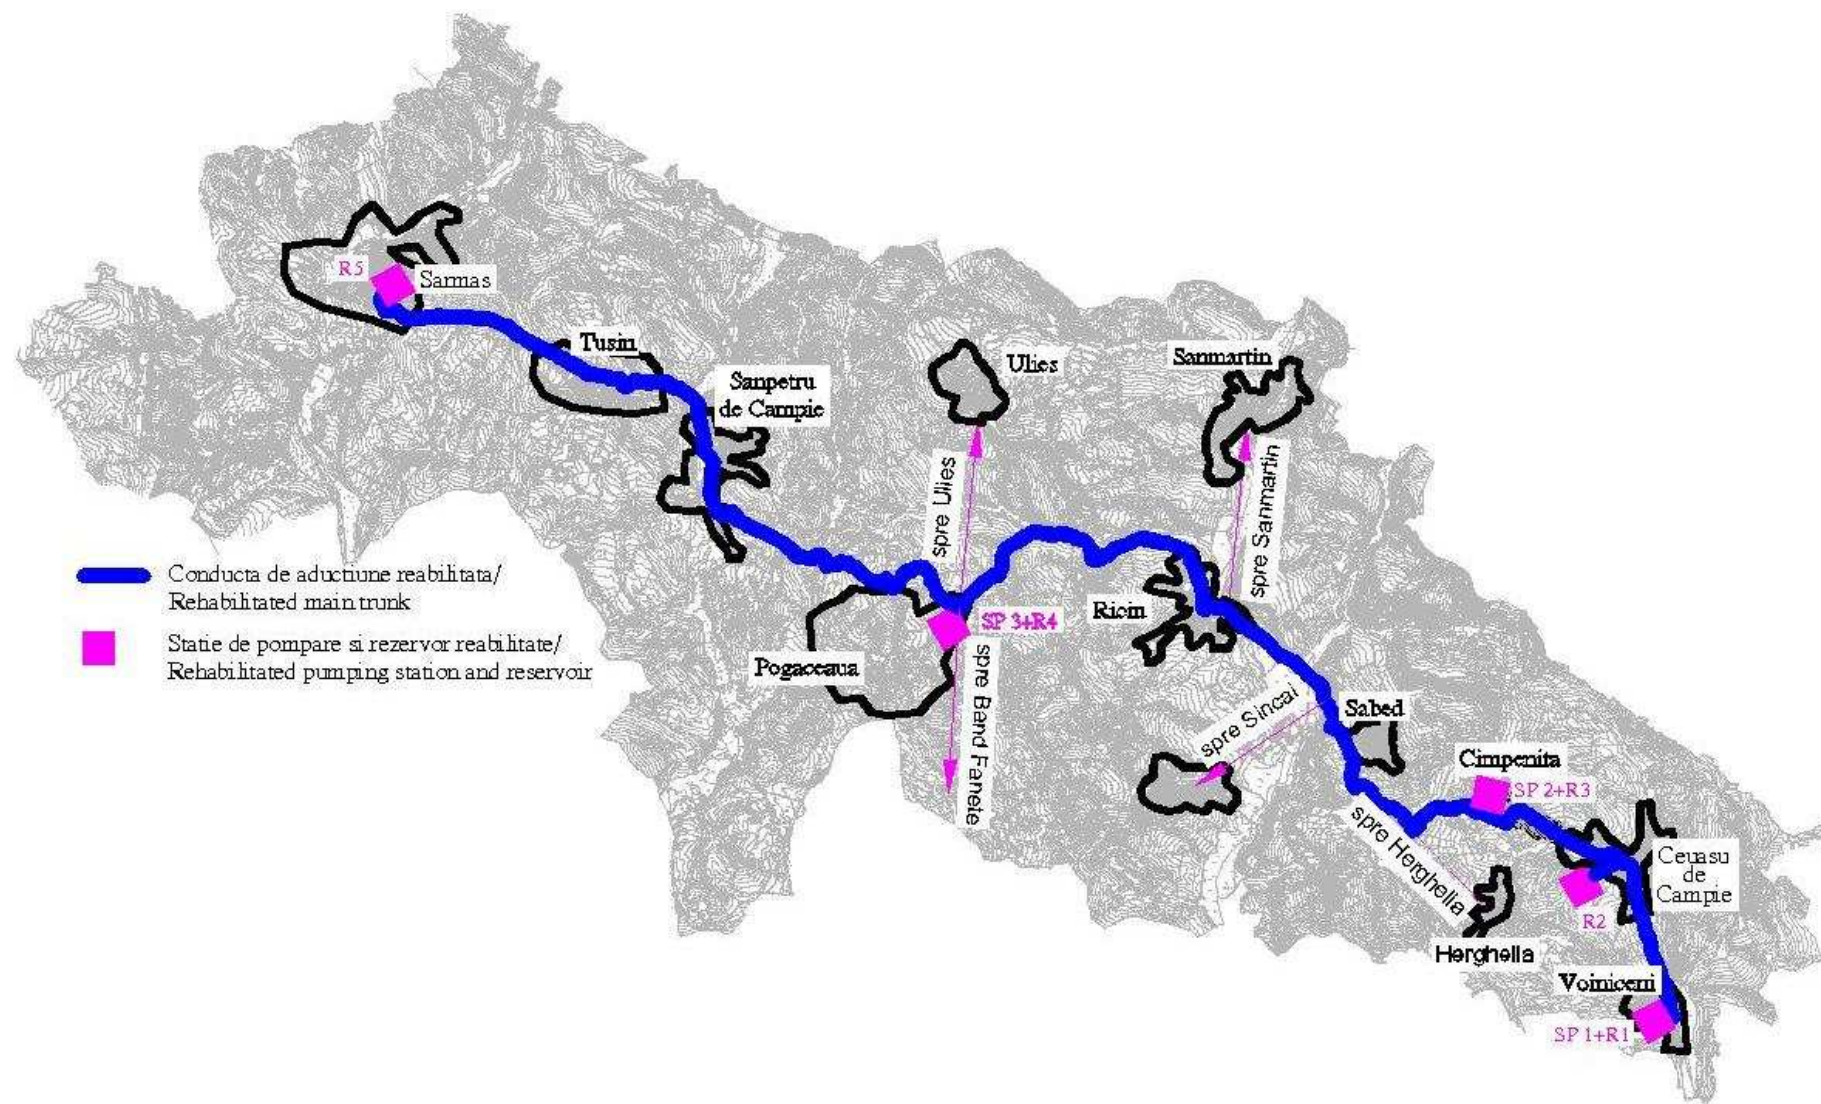 R5
Sarmas
Tusin
Sanpetru
de Campie
Ulies
Sanmartin
spre Ulies
spre Sanmartin
Conducta de aductiune reabilitata/
Rehabilitated main trunk
Statie de pompare si rezervor reabilitate/
Rehabilitated pumping station and reservoir
SP 3+R4
Pogaceaua
spre Band Fanete
Ricin
spre Sincai
Sabed
Cimpenita
SP 2+R3
spre Herghelia
Ceuasu
de
Campie
R2
Herghelia
Voiniceni
SP 1+R1